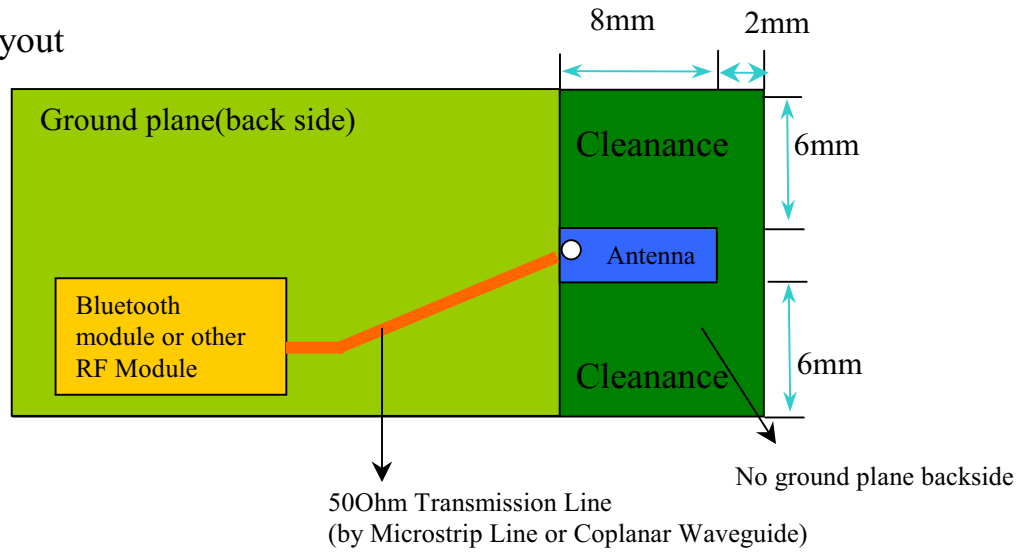 yout
8mm
2mm
Ground plane(back side)
Cleanance
6mm
Antenna
Bluetooth
module or other
RF Module
Cleanance
6mm
No ground plane backside
50Ohm Transmission Line
(by Microstrip Line or Coplanar Waveguide)